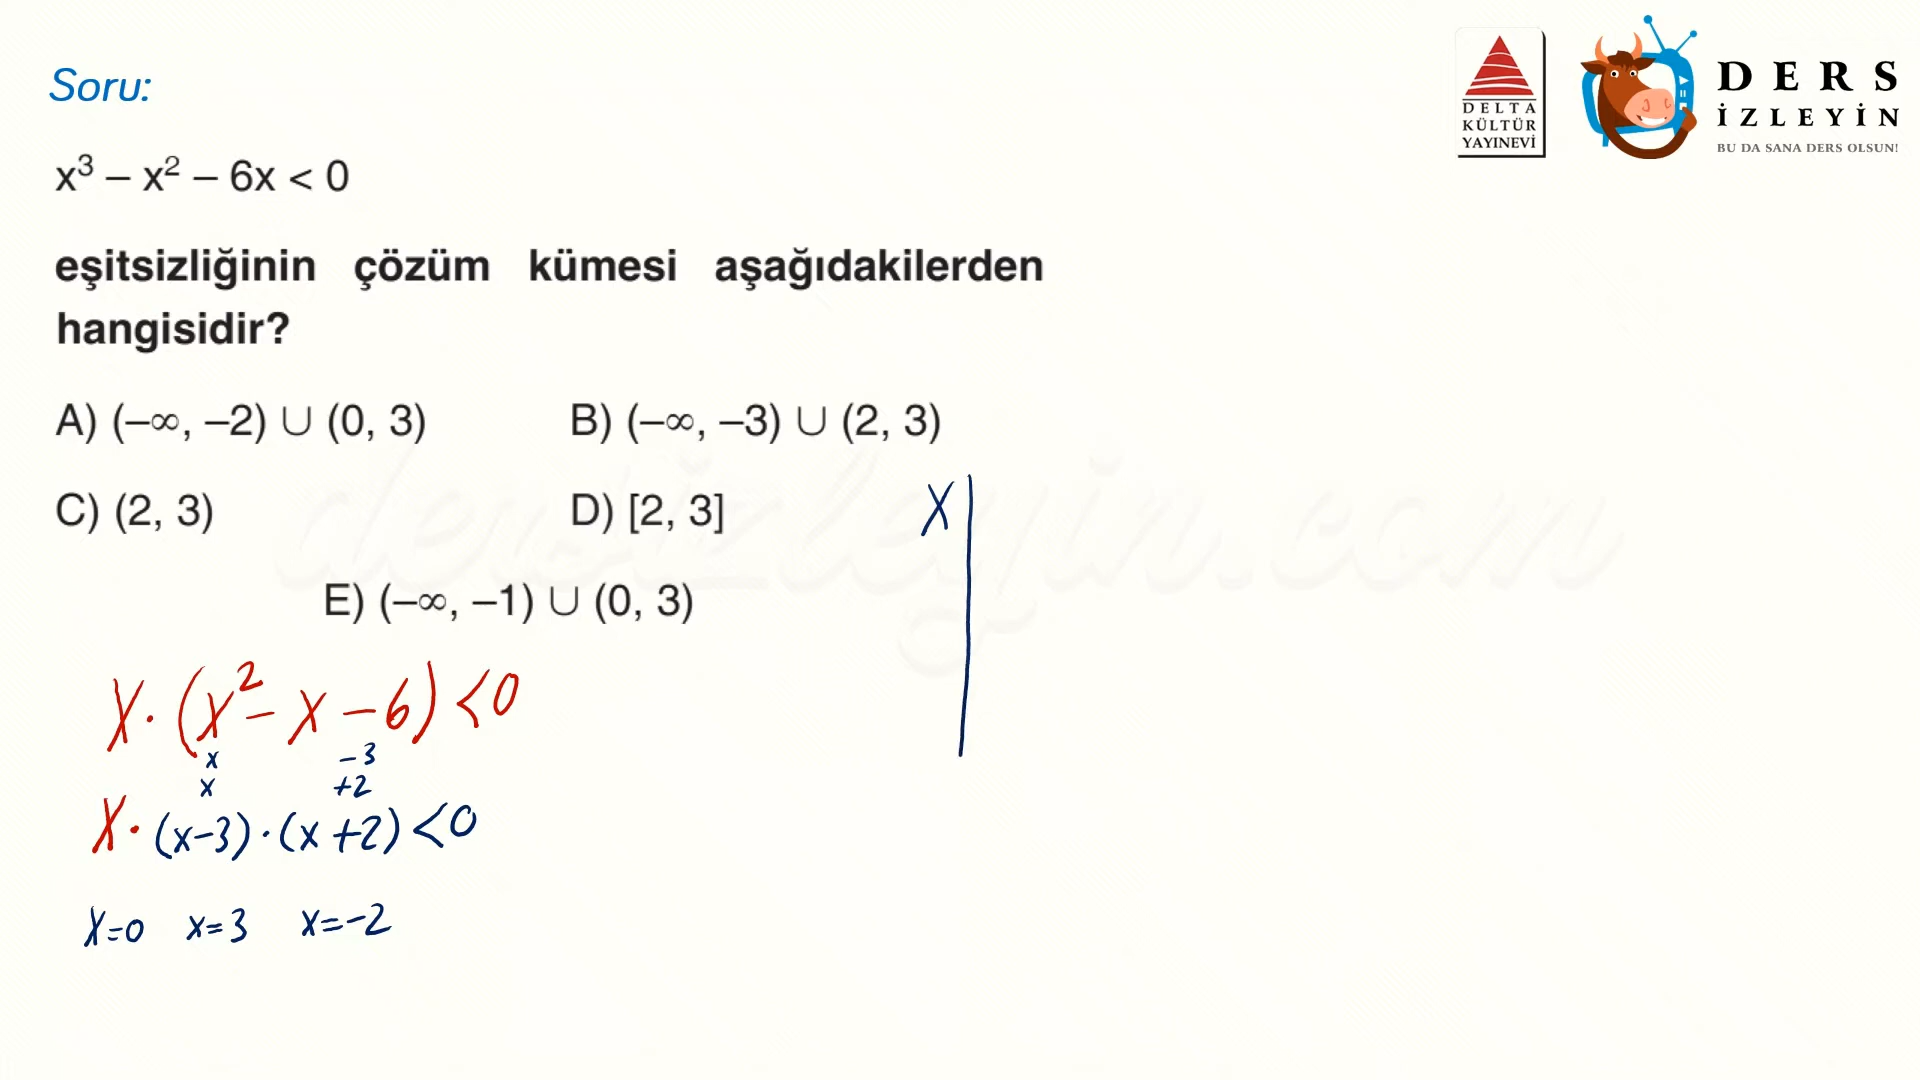 Soru:
x³ – x² – 6x < 0
eşitsizliğinin çözüm kümesi aşağıdakilerden
hangisidir?
A) (–∞, –2) ∪ (0, 3)
B) (–∞, –3) ∪ (2, 3)
C) (2, 3)
D) [2, 3]
E) (–∞, –1) ∪ (0, 3)
X·(x² – x – 6) < 0
x –3
x +2
X·(x–3)·(x+2) < 0
X=0 x=3 x=–2
X
DELTA
KÜLTÜR
YAYINEVİ
DERS
İZLEYİN
BU DA SANA DERS OLSUN!
dersizleyin.com